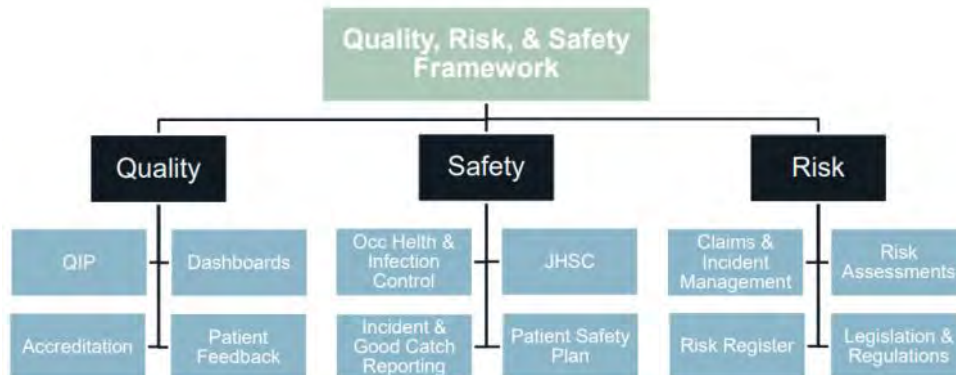 Quality, Risk, & Safety
Framework
Quality
Safety
Risk
QIP
Dashboards
Occ Helth &
Infection
Control
JHSC
Claims &
Incident
Management
Risk
Assessments
Accreditation
Patient
Feedback
Incident &
Good Catch
Reporting
Patient Safety
Plan
Risk Register
Legislation &
Regulations